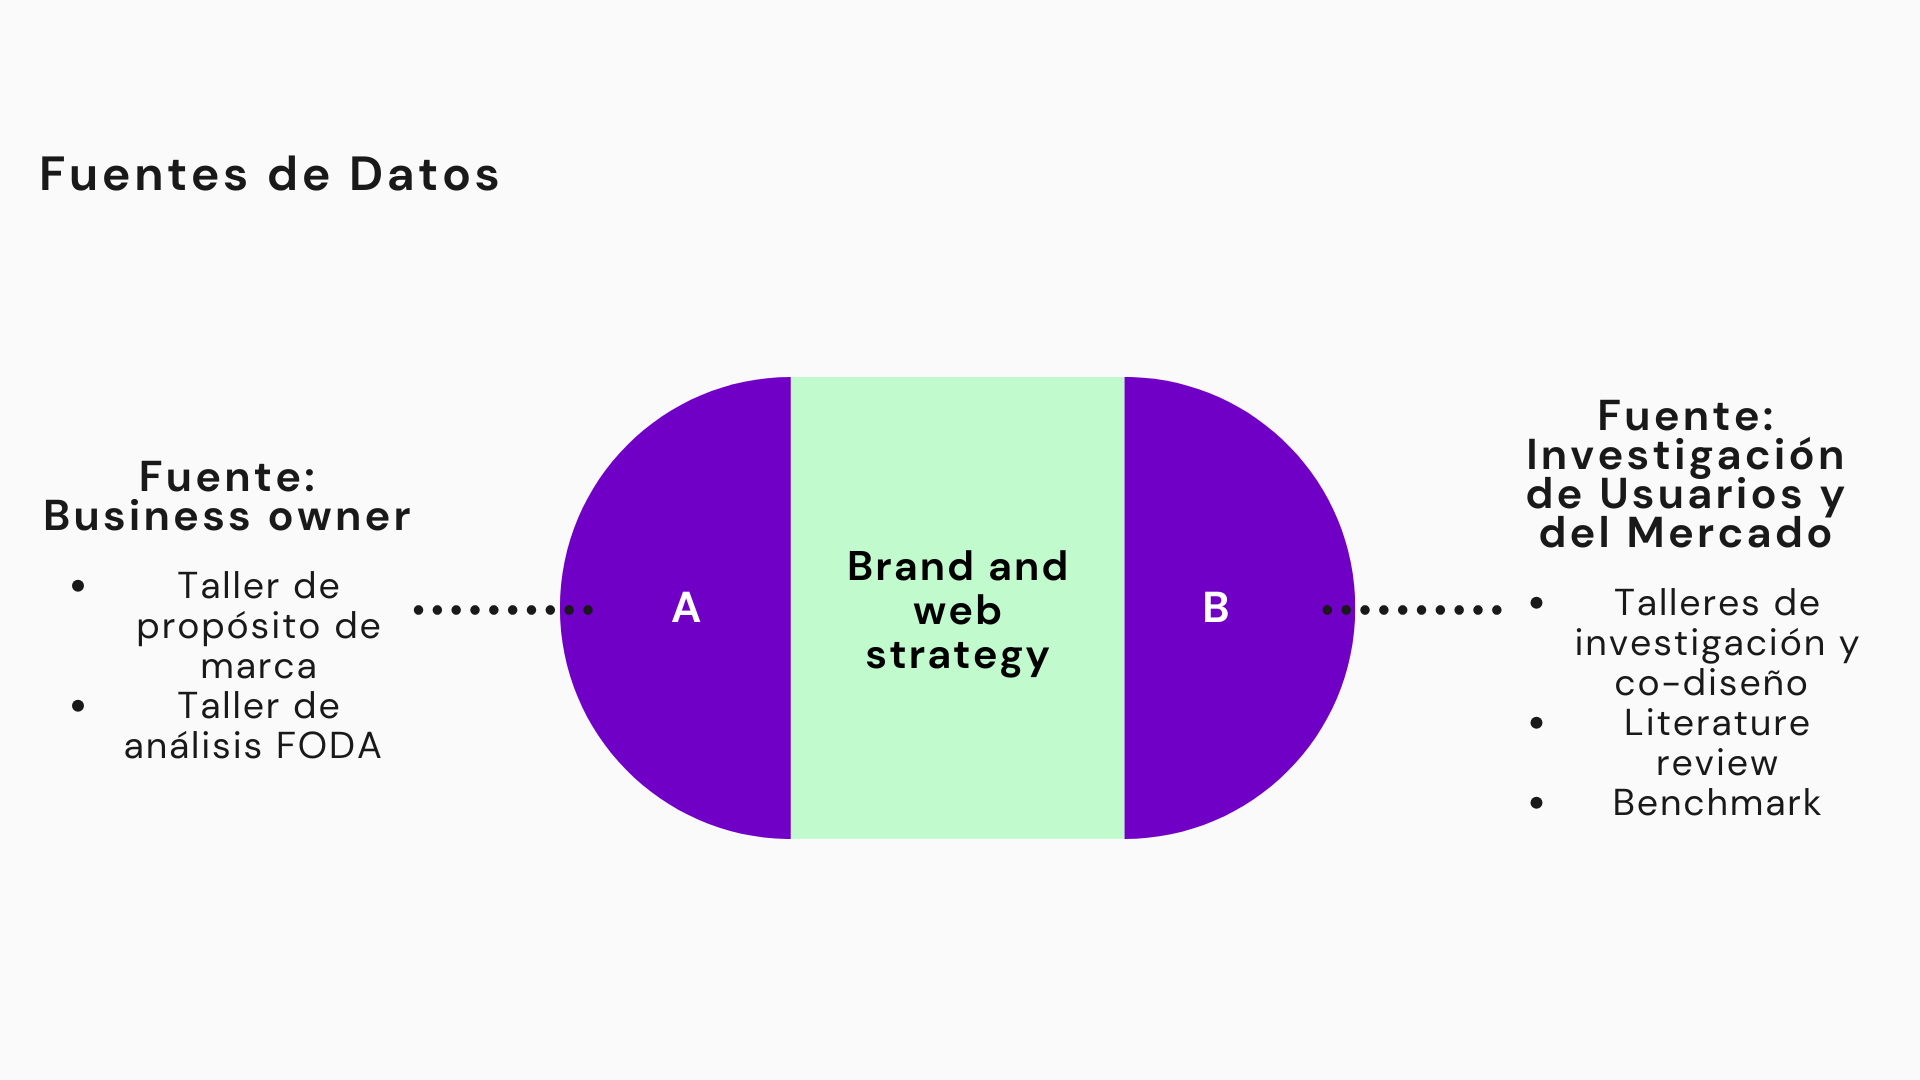 Fuentes de Datos
Fuente:
Business owner
• Taller de
propósito de
marca
• Taller de
análisis FODA
A
Brand and
web
strategy
B
Fuente:
Investigación
de Usuarios y
del Mercado
• Talleres de
investigación y
co-diseño
• Literature
review
• Benchmark